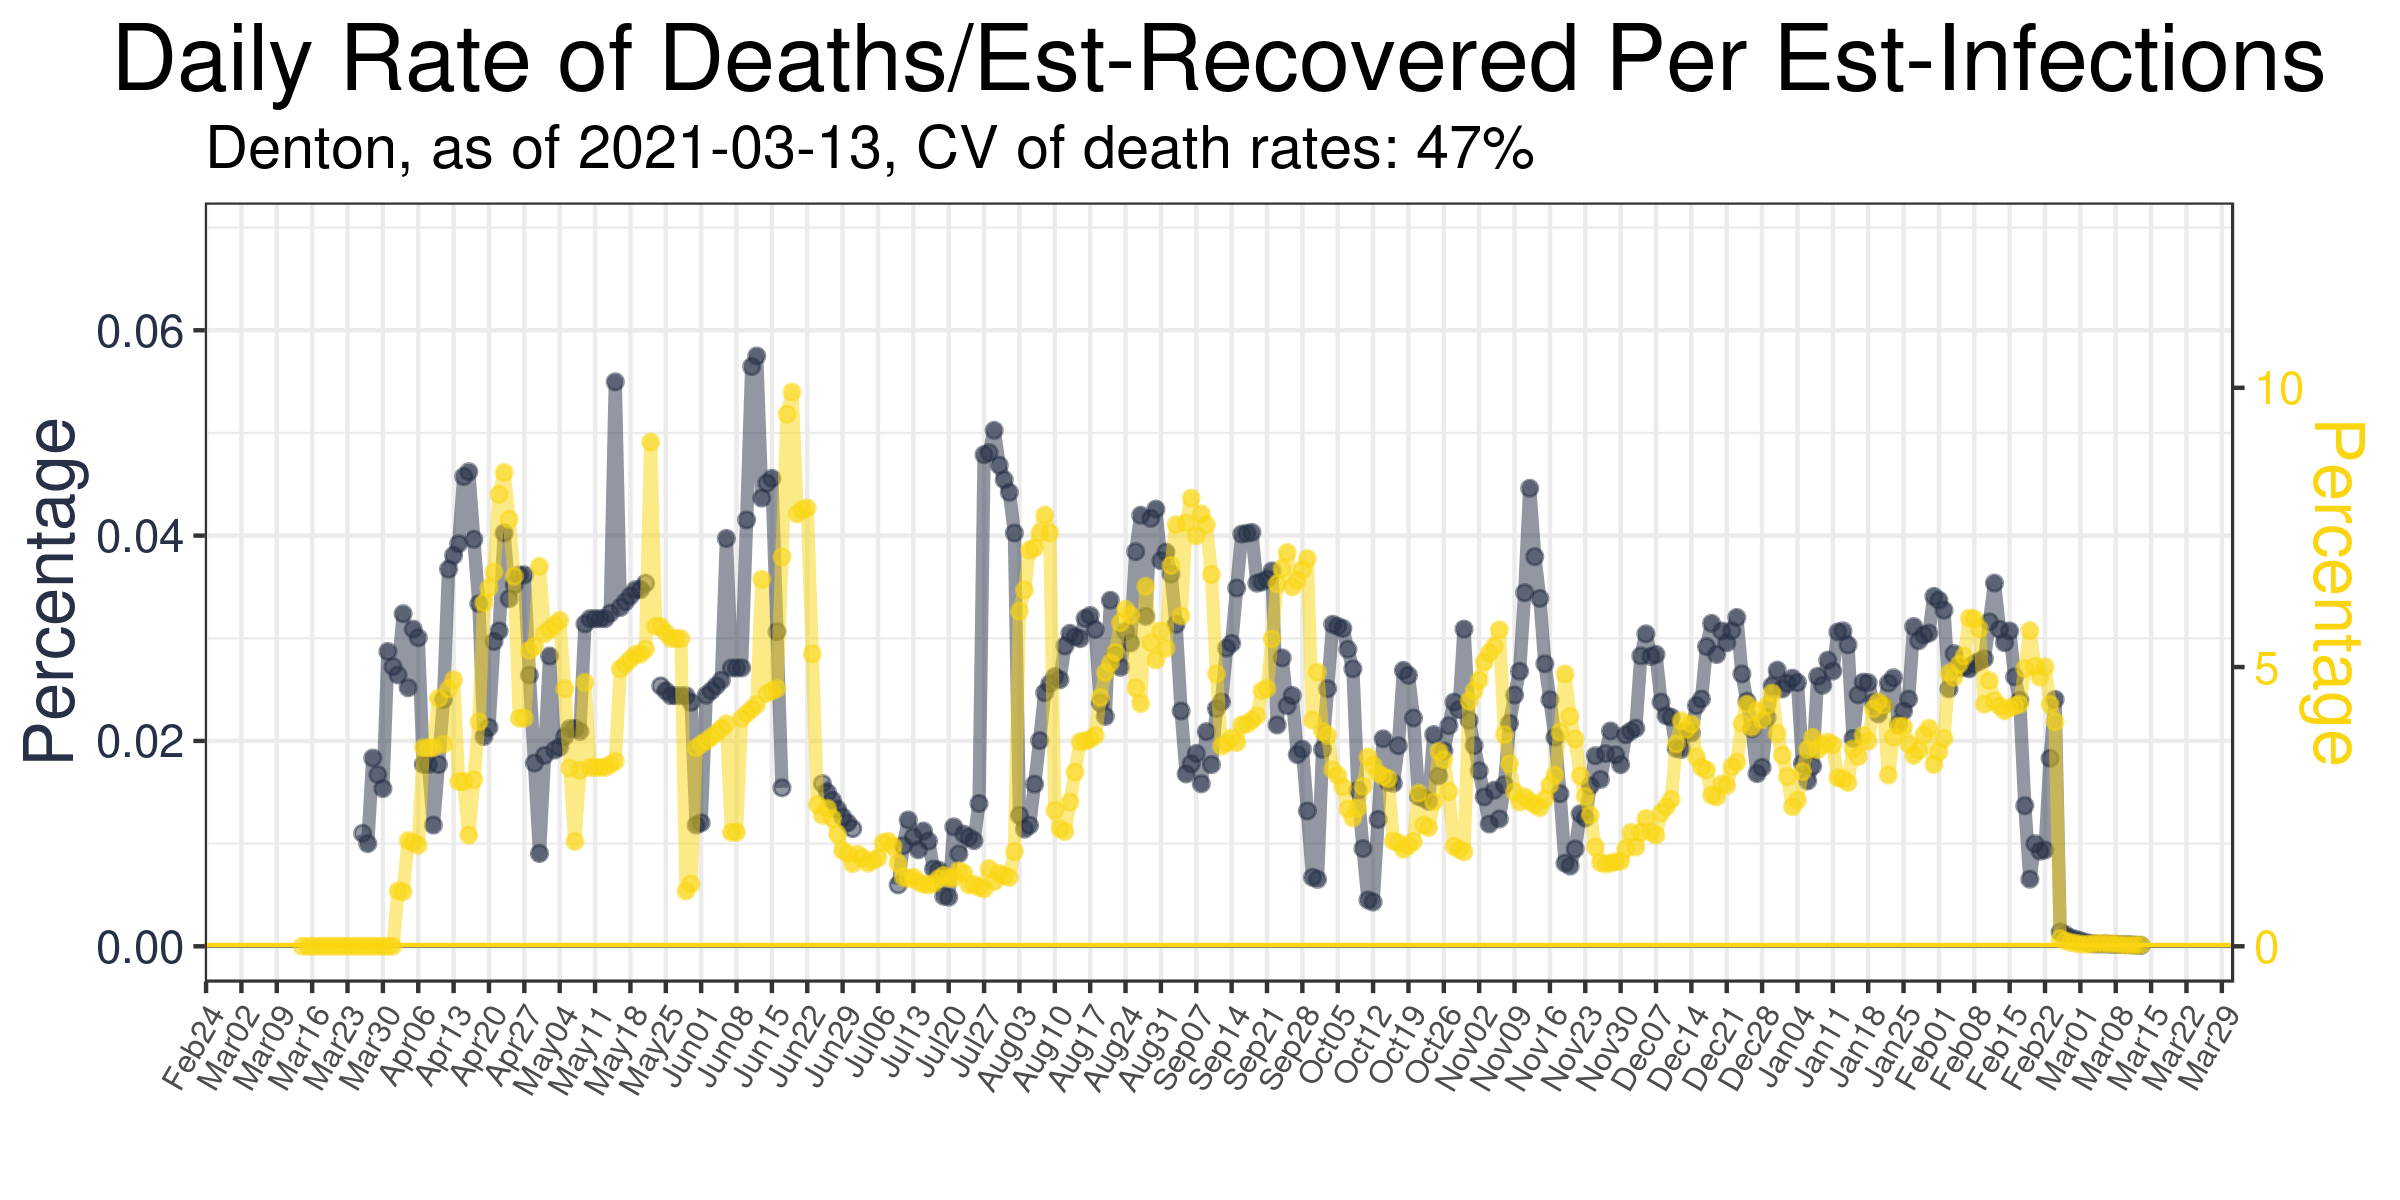 Daily Rate of Deaths/Est-Recovered Per Est-Infections
Denton, as of 2021-03-13, CV of death rates: 47%
Percentage
0.06
0.04
0.02
0.00
10
5
0
Percentage
Feb24
Mar02
Mar09
Mar16
Mar23
Mar30
Apr06
Apr13
Apr20
Apr27
May04
May11
May18
May25
Jun01
Jun08
Jun15
Jun22
Jun29
Jul06
Jul13
Jul20
Jul27
Aug03
Aug10
Aug17
Aug24
Aug31
Sep07
Sep14
Sep21
Sep28
Oct05
Oct12
Oct19
Oct26
Nov02
Nov09
Nov16
Nov23
Nov30
Dec07
Dec14
Dec21
Dec28
Jan04
Jan11
Jan18
Jan25
Feb01
Feb08
Feb15
Feb22
Mar01
Mar08
Mar15
Mar22
Mar29